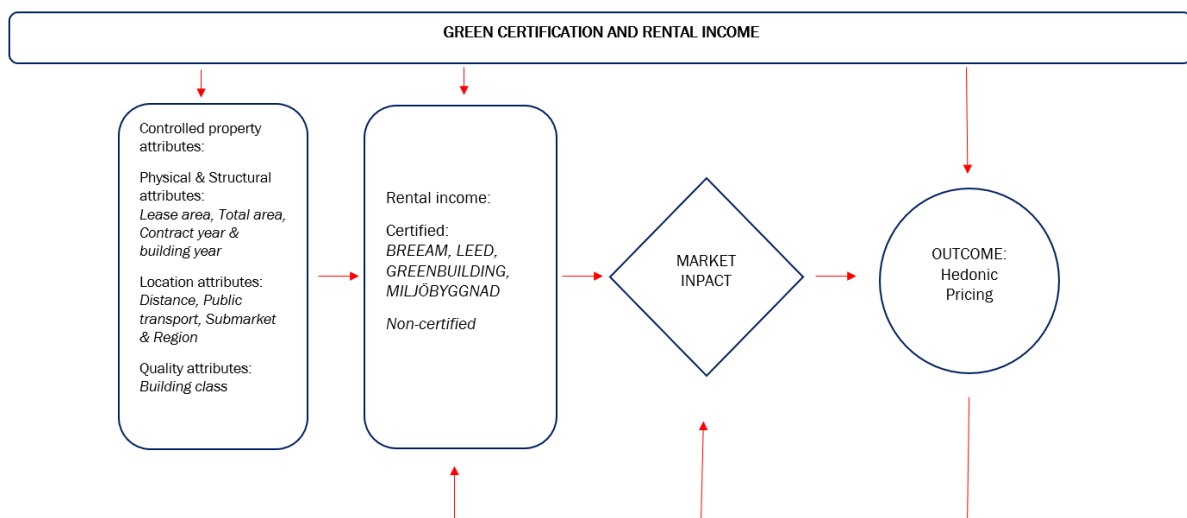 GREEN CERTIFICATION AND RENTAL INCOME
Controlled property
attributes:
Physical & Structural
attributes:
Lease area, Total area,
Contract year &
building year
Location attributes:
Distance, Public
transport, Submarket
& Region
Quality attributes:
Building class
Rental income:
Certified:
BREEAM, LEED,
GREENBUILDING,
MILJÖBYGGNAD
Non-certified
MARKET
INPACT
OUTCOME:
Hedonic
Pricing